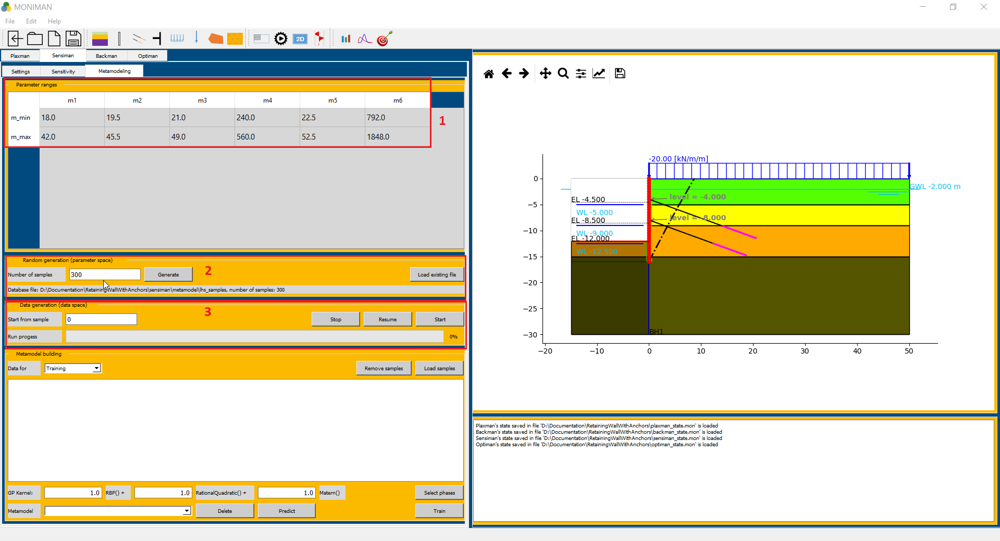 MONIMAN
File Edit Help
2D
Plaxman Sensiman Backman Optiman
Settings Sensitivity Metamodeling
Parameter ranges
m1 m2 m3 m4 m5 m6
m_min 18.0 19.5 21.0 240.0 22.5 792.0
1
m_max 42.0 45.5 49.0 560.0 52.5 1848.0
Random generation (parameter space)
Number of samples 300 Generate 2 Load existing file
Database file: D:\Documentation\RetainingWallWithAnchors\sensiman\metamodel\lhs_samples, number of samples: 300
Data generation (data space)
3
Start from sample 0 Stop Resume Start
Run progess 0%
Metamodel building
Data for Training Remove samples Load samples
GP Kernel: 1.0 RBF() + 1.0 RationalQuadratic() + 1.0 Matern() Select phases
Metamodel Delete Predict Train
-20.00 [kN/m/m]
0
GWL -2.000 m
EL -4.500
level = -4.000
−5
WL -5.000
level = -8.000
EL -8.500
−10
WL -9.000
EL -12.000
WL -12.500
−15
−20
−25
−30
BH1
−20 −10 0 10 20 30 40 50
Plaxman's state saved in file 'D:\Documentation\RetainingWallWithAnchors\plaxman_state.mon' is loaded
Backman's state saved in file 'D:\Documentation\RetainingWallWithAnchors\backman_state.mon' is loaded
Sensiman's state saved in file 'D:\Documentation\RetainingWallWithAnchors\sensiman_state.mon' is loaded
Optiman's state saved in file 'D:\Documentation\RetainingWallWithAnchors\optiman_state.mon' is loaded